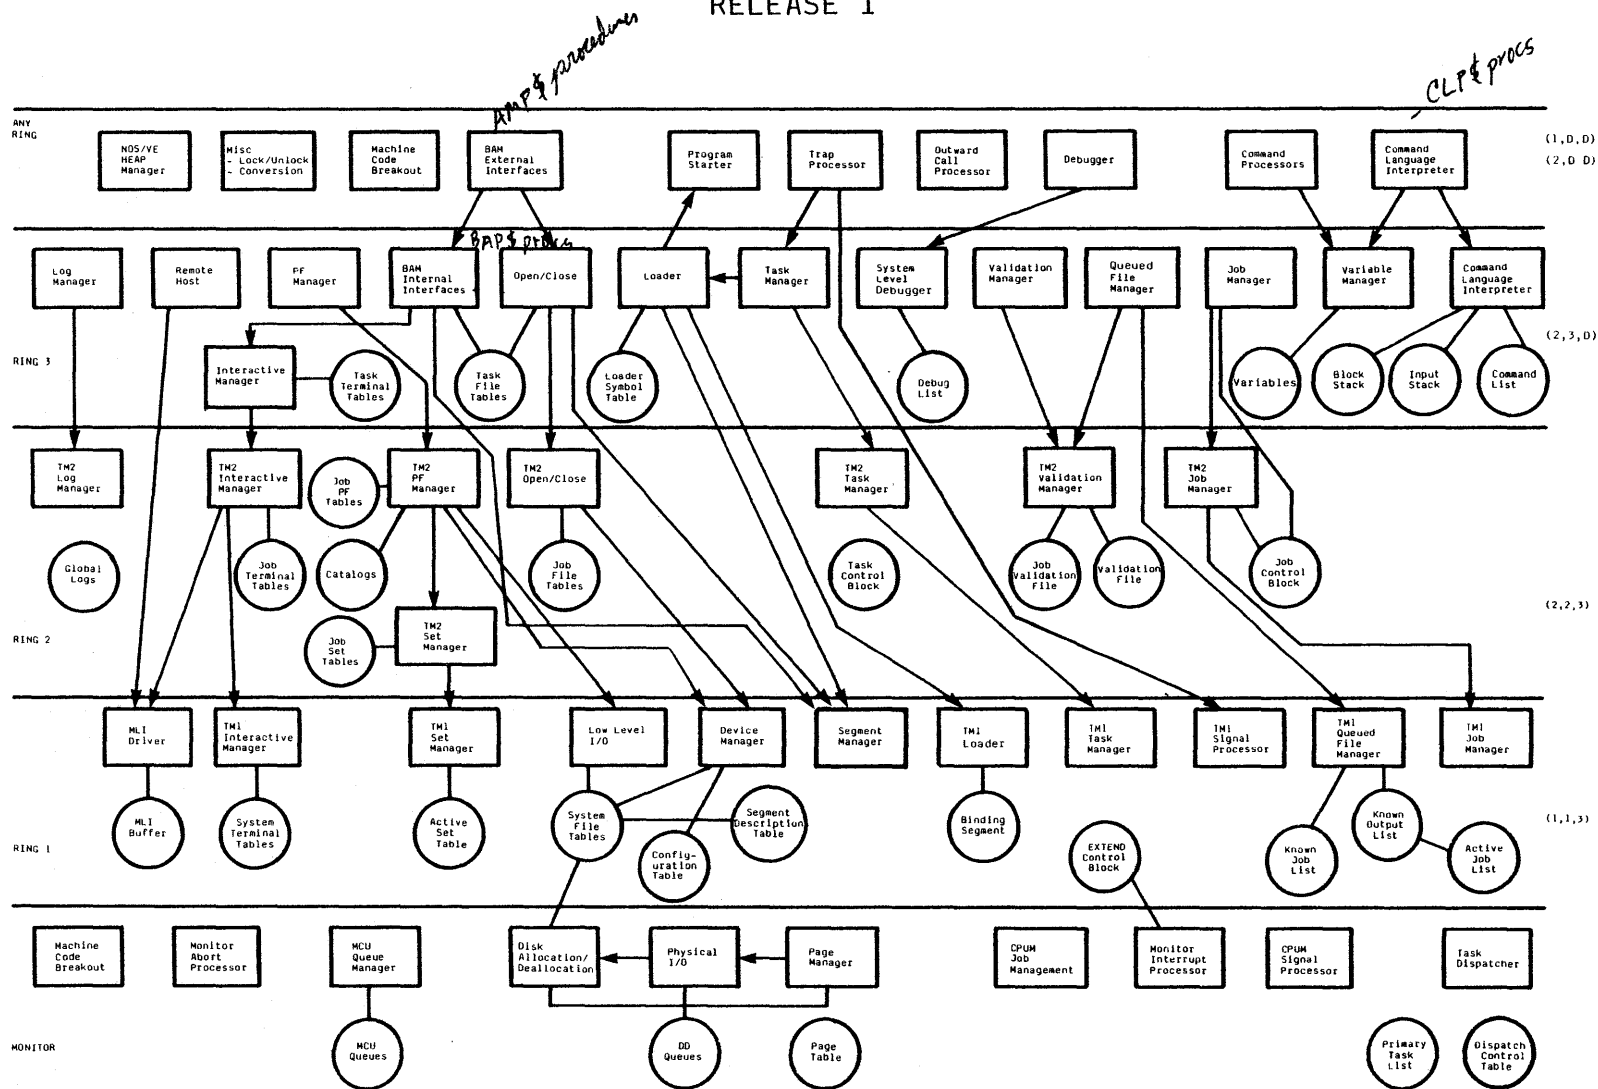 RELEASE 1
AMP$ procedures
CLP$ procs
ANY
RING
NOS/VE
HEAP
Manager
Misc
- Lock/Unlock
- Conversion
Machine
Code
Breakout
BAM
External
Interfaces
Program
Starter
Trap
Processor
Outward
Call
Processor
Debugger
Command
Processors
Command
Language
Interpreter
(1,D,D)
(2,D D)
BAP$ procs
Log
Manager
Remote
Host
PF
Manager
BAM
Internal
Interfaces
Open/Close
Loader
Task
Manager
System
Level
Debugger
Validation
Manager
Queued
File
Manager
Job
Manager
Variable
Manager
Command
Language
Interpreter
(2,3,D)
RING 3
Interactive
Manager
Task
Terminal
Tables
Task
File
Tables
Loader
Symbol
Table
Debug
List
Variables
Block
Stack
Input
Stack
Command
List
TM2
Log
Manager
TM2
Interactive
Manager
Job
PF
Tables
TM2
PF
Manager
TM2
Open/Close
TM2
Task
Manager
TM2
Validation
Manager
TM2
Job
Manager
Global
Logs
Job
Terminal
Tables
Catalogs
Job
File
Tables
Task
Control
Block
Job
Validation
File
Validation
File
Job
Control
Block
(2,2,3)
RING 2
Job
Set
Tables
TM2
Set
Manager
MLI
Driver
TM1
Interactive
Manager
TM1
Set
Manager
Low Level
I/O
Device
Manager
Segment
Manager
TM1
Loader
TM1
Task
Manager
TM1
Signal
Processor
TM1
Queued
File
Manager
TM1
Job
Manager
MLI
Buffer
System
Terminal
Tables
Active
Set
Table
System
File
Tables
Segment
Description
Table
Config-
uration
Table
Binding
Segment
EXTEND
Control
Block
Known
Job
List
Known
Output
List
Active
Job
List
(1,1,3)
RING 1
Machine
Code
Breakout
Monitor
Abort
Processor
MCU
Queue
Manager
Disk
Allocation/
Deallocation
Physical
I/O
Page
Manager
CPUM
Job
Management
Monitor
Interrupt
Processor
CPUM
Signal
Processor
Task
Dispatcher
MONITOR
MCU
Queues
DD
Queues
Page
Table
Primary
Task
List
Dispatch
Control
Table